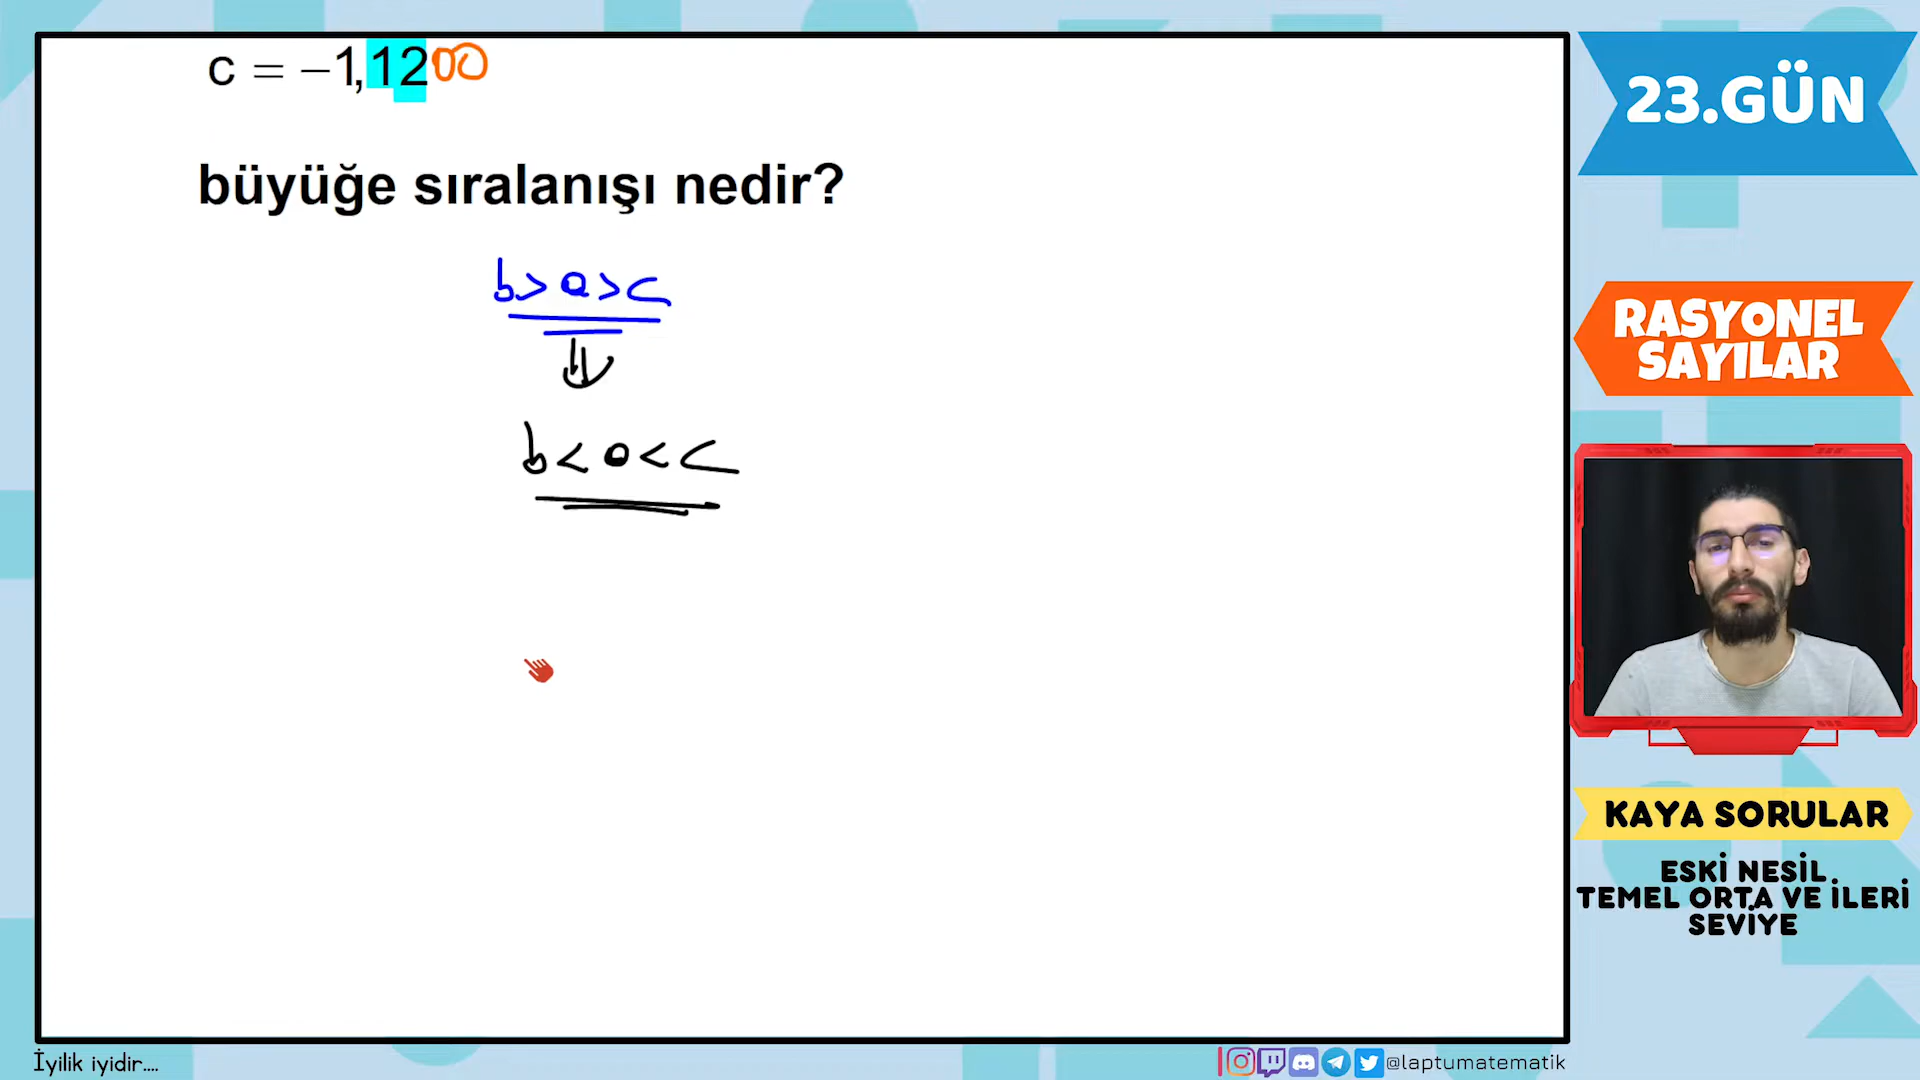 c = −1,1200
büyüğe sıralanışı nedir?
b>a>c
b<a<c
23.GÜN
RASYONEL
SAYILAR
KAYA SORULAR
ESKİ NESİL
TEMEL ORTA VE İLERİ
SEVİYE
İyilik iyidir....
@laptumatematik